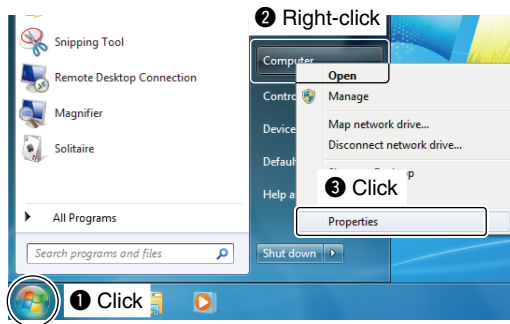 ❷ Right-click
Snipping Tool
Remote Desktop Connection
Magnifier
Solitaire
All Programs
Search programs and files
Computer
Open
Manage
Map network drive...
Disconnect network drive...
❸ Click
Properties
Shut down
❶ Click